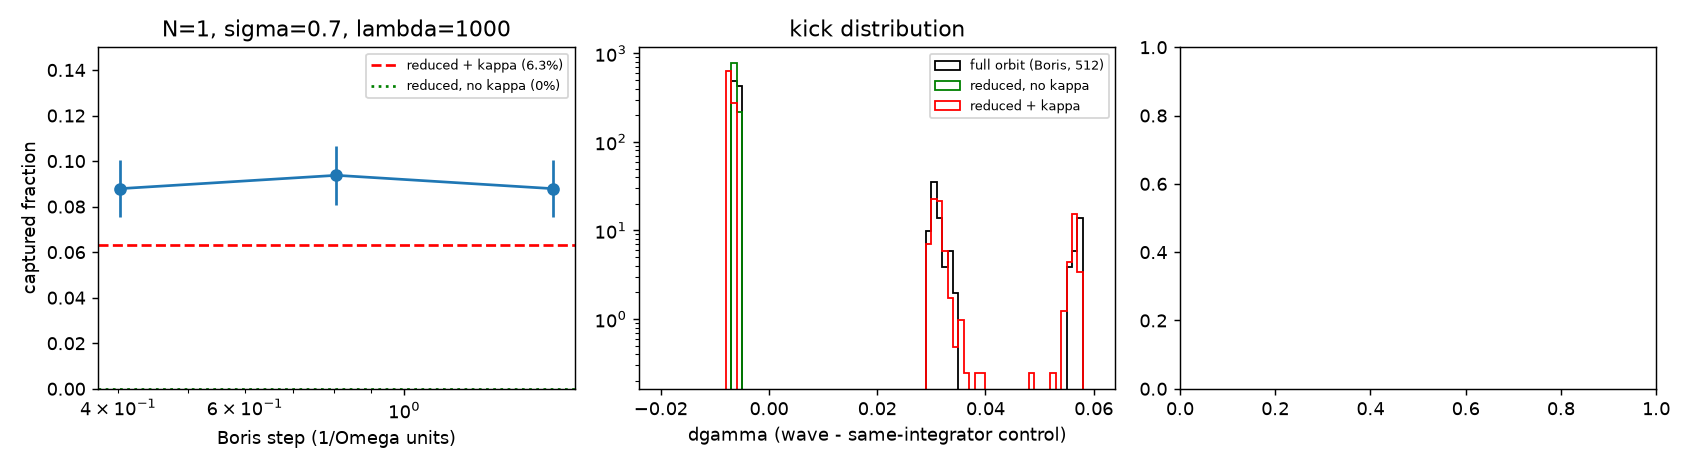 N=1, sigma=0.7, lambda=1000
0.14
0.12
0.10
0.08
0.06
0.04
0.02
0.00
captured fraction
reduced + kappa (6.3%)
reduced, no kappa (0%)
4 × 10⁻¹
6 × 10⁻¹
10⁰
Boris step (1/Omega units)
kick distribution
10³
10²
10¹
10⁰
full orbit (Boris, 512)
reduced, no kappa
reduced + kappa
−0.02
0.00
0.02
0.04
0.06
dgamma (wave - same-integrator control)
1.0
0.8
0.6
0.4
0.2
0.0
0.0
0.2
0.4
0.6
0.8
1.0